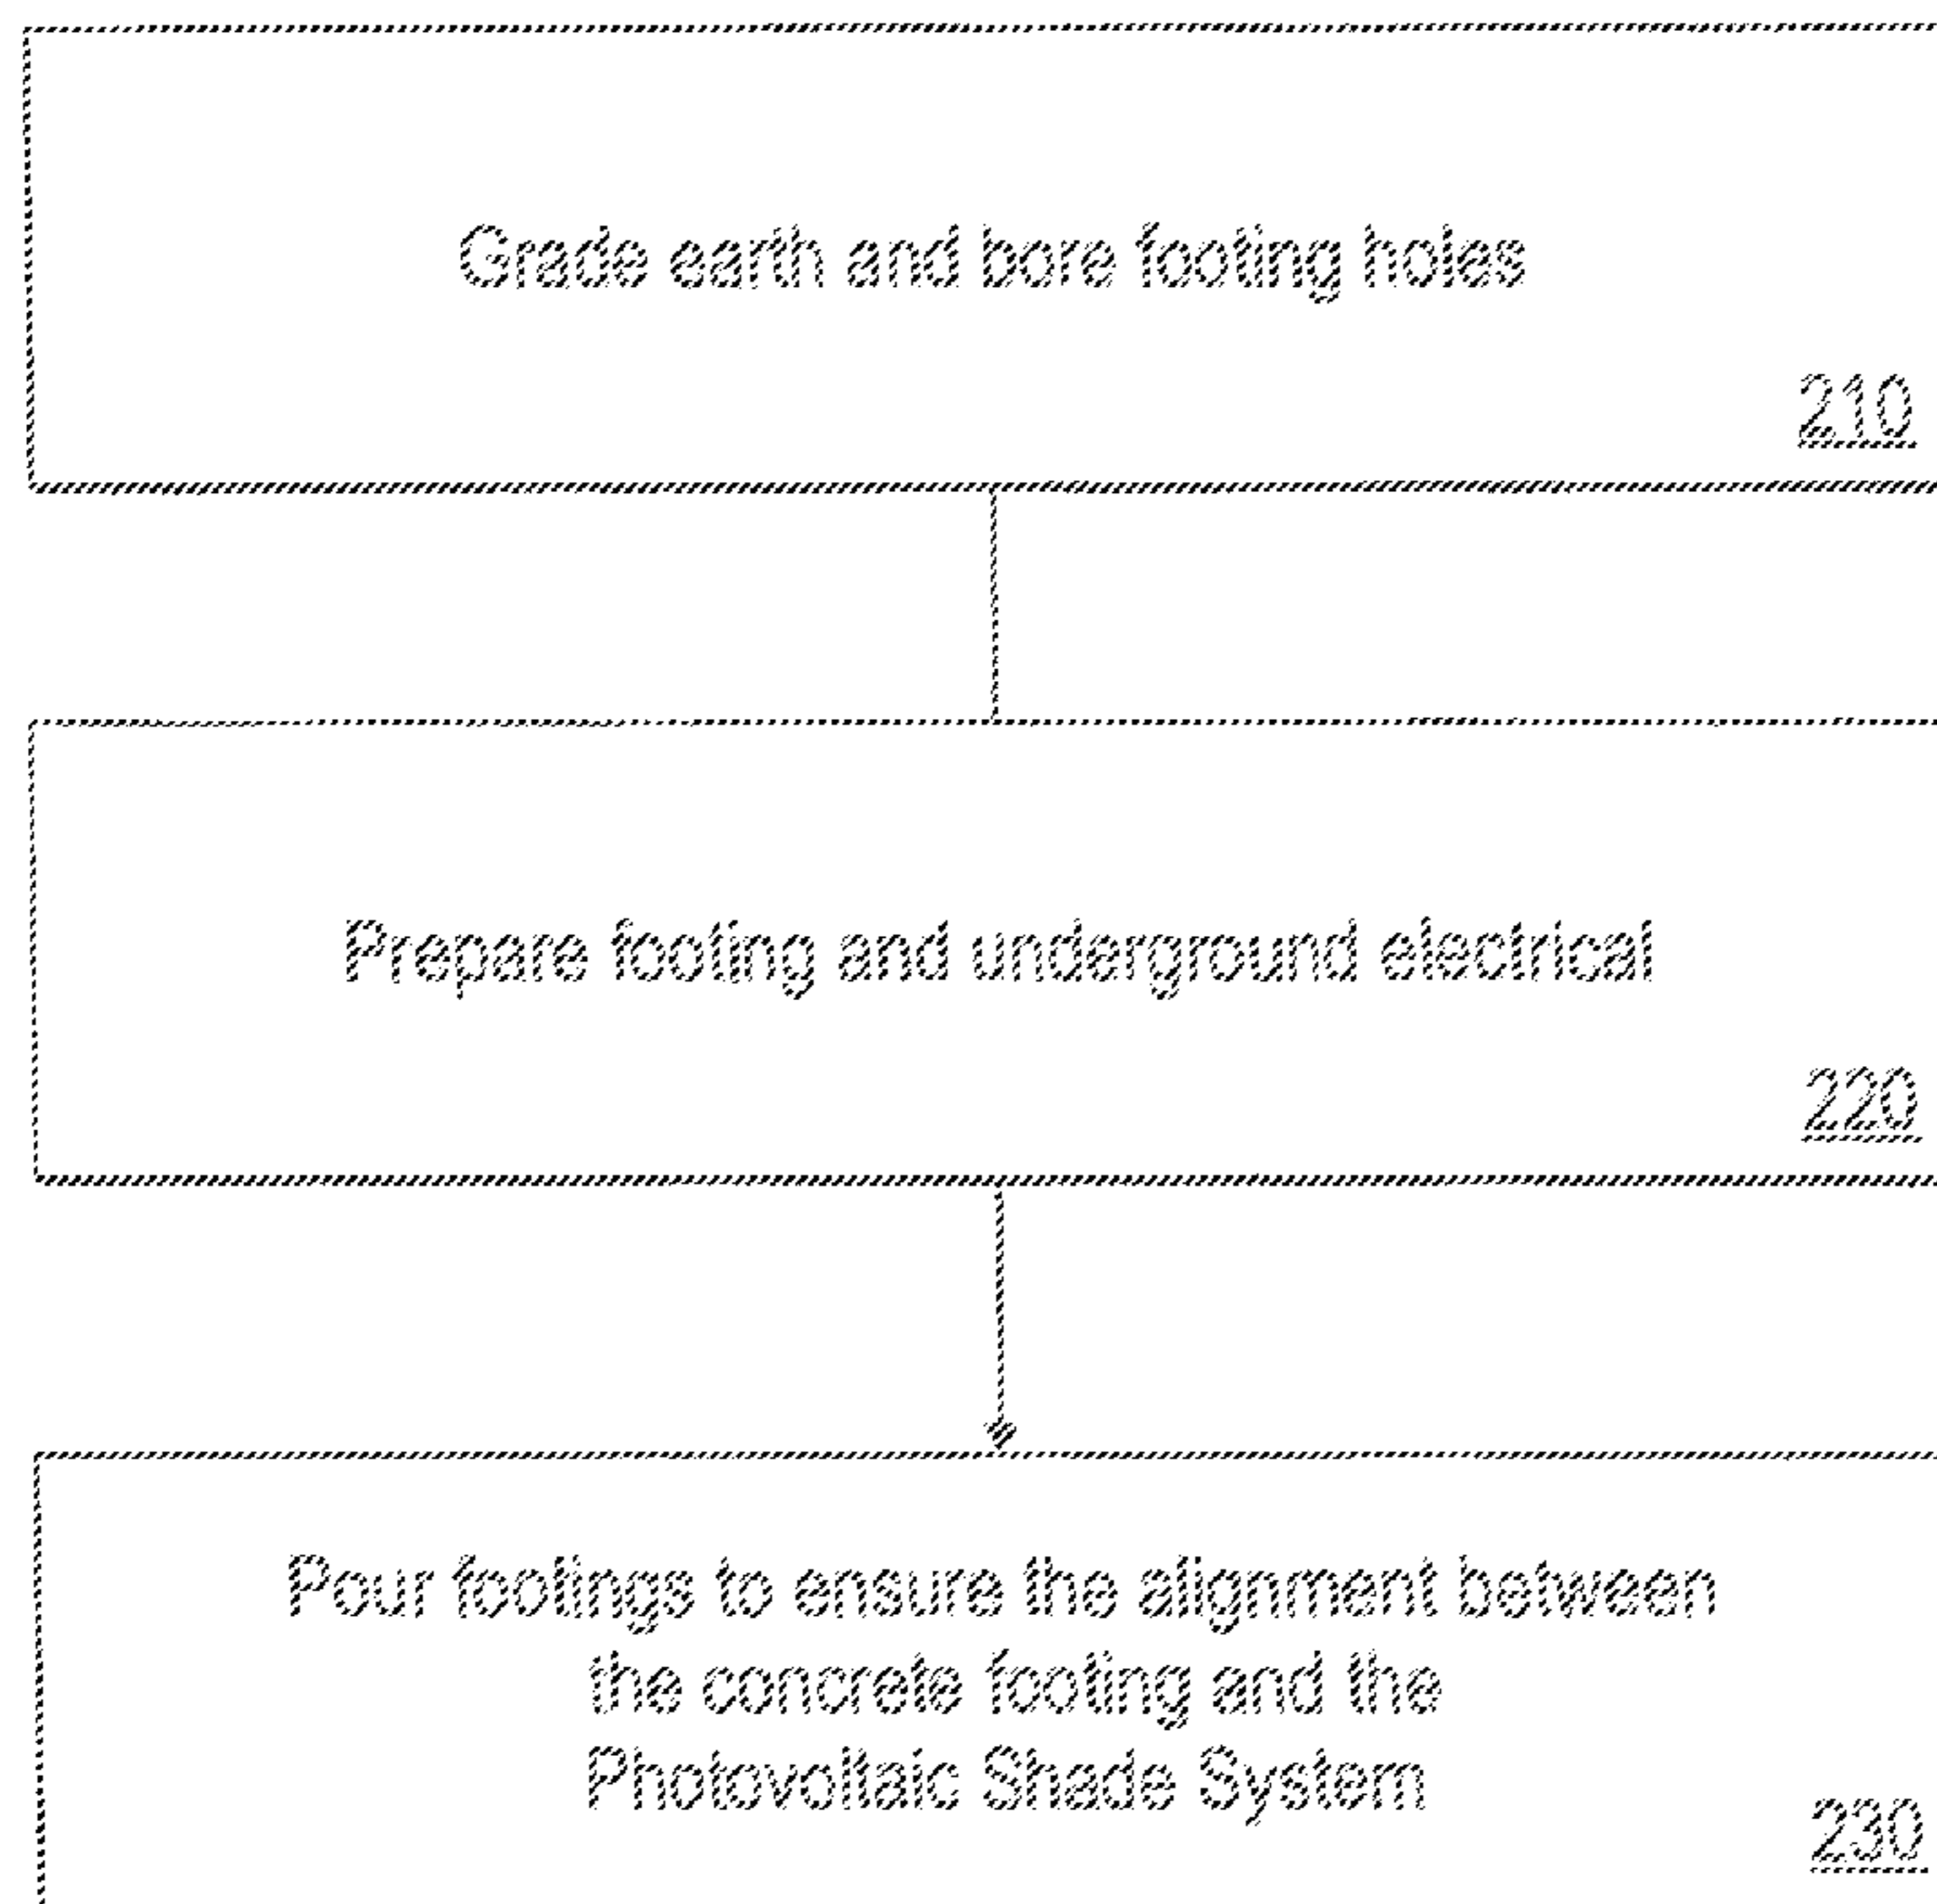 Grade earth and bore footing holes
210
Prepare footing and underground electrical
220
Pour footings to ensure the alignment between
the concrete footing and the
Photovoltaic Shade System
230